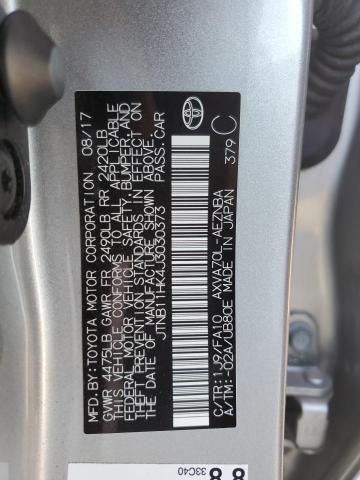 MFD.BY:TOYOTA MOTOR CORPORATION 08/17
GVWR 4475LB GAWR FR 2490LB RR 2420LB
THIS VEHICLE CONFORMS TO ALL APPLICABLE
FEDERAL MOTOR VEHICLE SAFETY, BUMPER, AND
THEFT PREVENTION STANDARDS IN EFFECT ON
THE DATE OF MANUFACTURE SHOWN ABOVE.
JTNB11HK4J3030373 PASS.CAR
C/TR:1J9/FA10 AXVA70L-AEZNBA
A/TM:-02A/UB80E MADE IN JAPAN 379 C
8
33C40